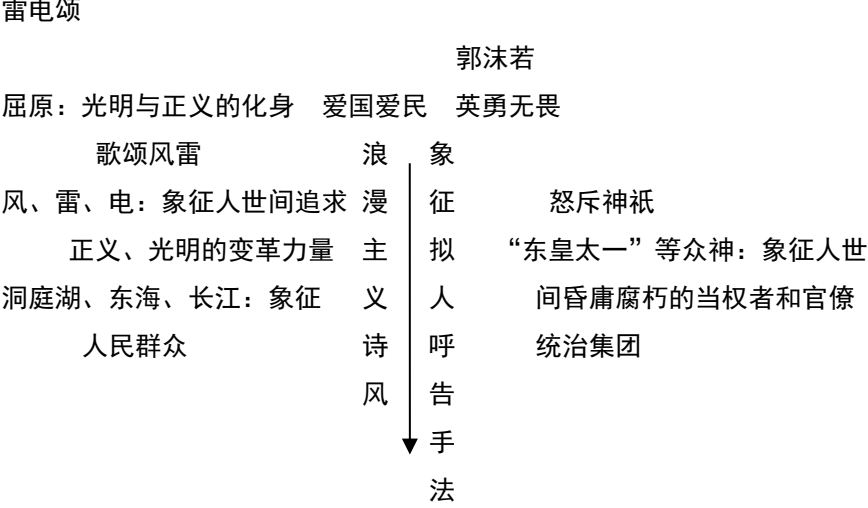 雷电颂
郭沫若
屈原：光明与正义的化身 爱国爱民 英勇无畏
歌颂风雷
风、雷、电：象征人世间追求
正义、光明的变革力量
洞庭湖、东海、长江：象征
人民群众
浪漫主义诗风
象征拟人呼告手法
怒斥神祇
“东皇太一”等众神：象征人世
间昏庸腐朽的当权者和官僚
统治集团